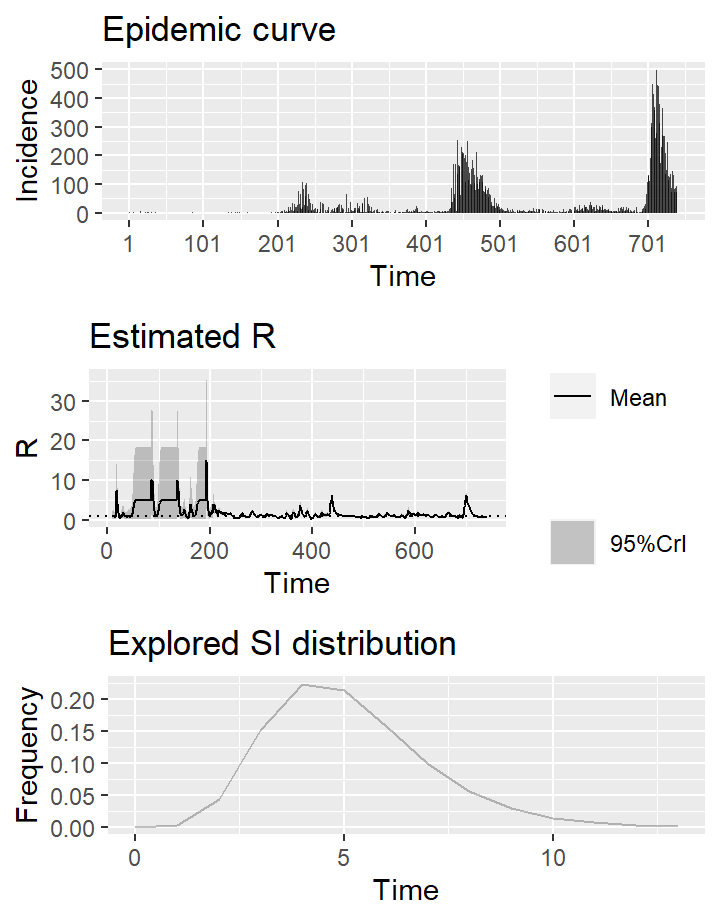 Epidemic curve
500
400
300
200
100
0
Incidence
1 101 201 301 401 501 601 701
Time
Estimated R
30
20
10
0
R
0 200 400 600
Time
Mean
95%CrI
Explored SI distribution
0.20
0.15
0.10
0.05
0.00
Frequency
0 5 10
Time